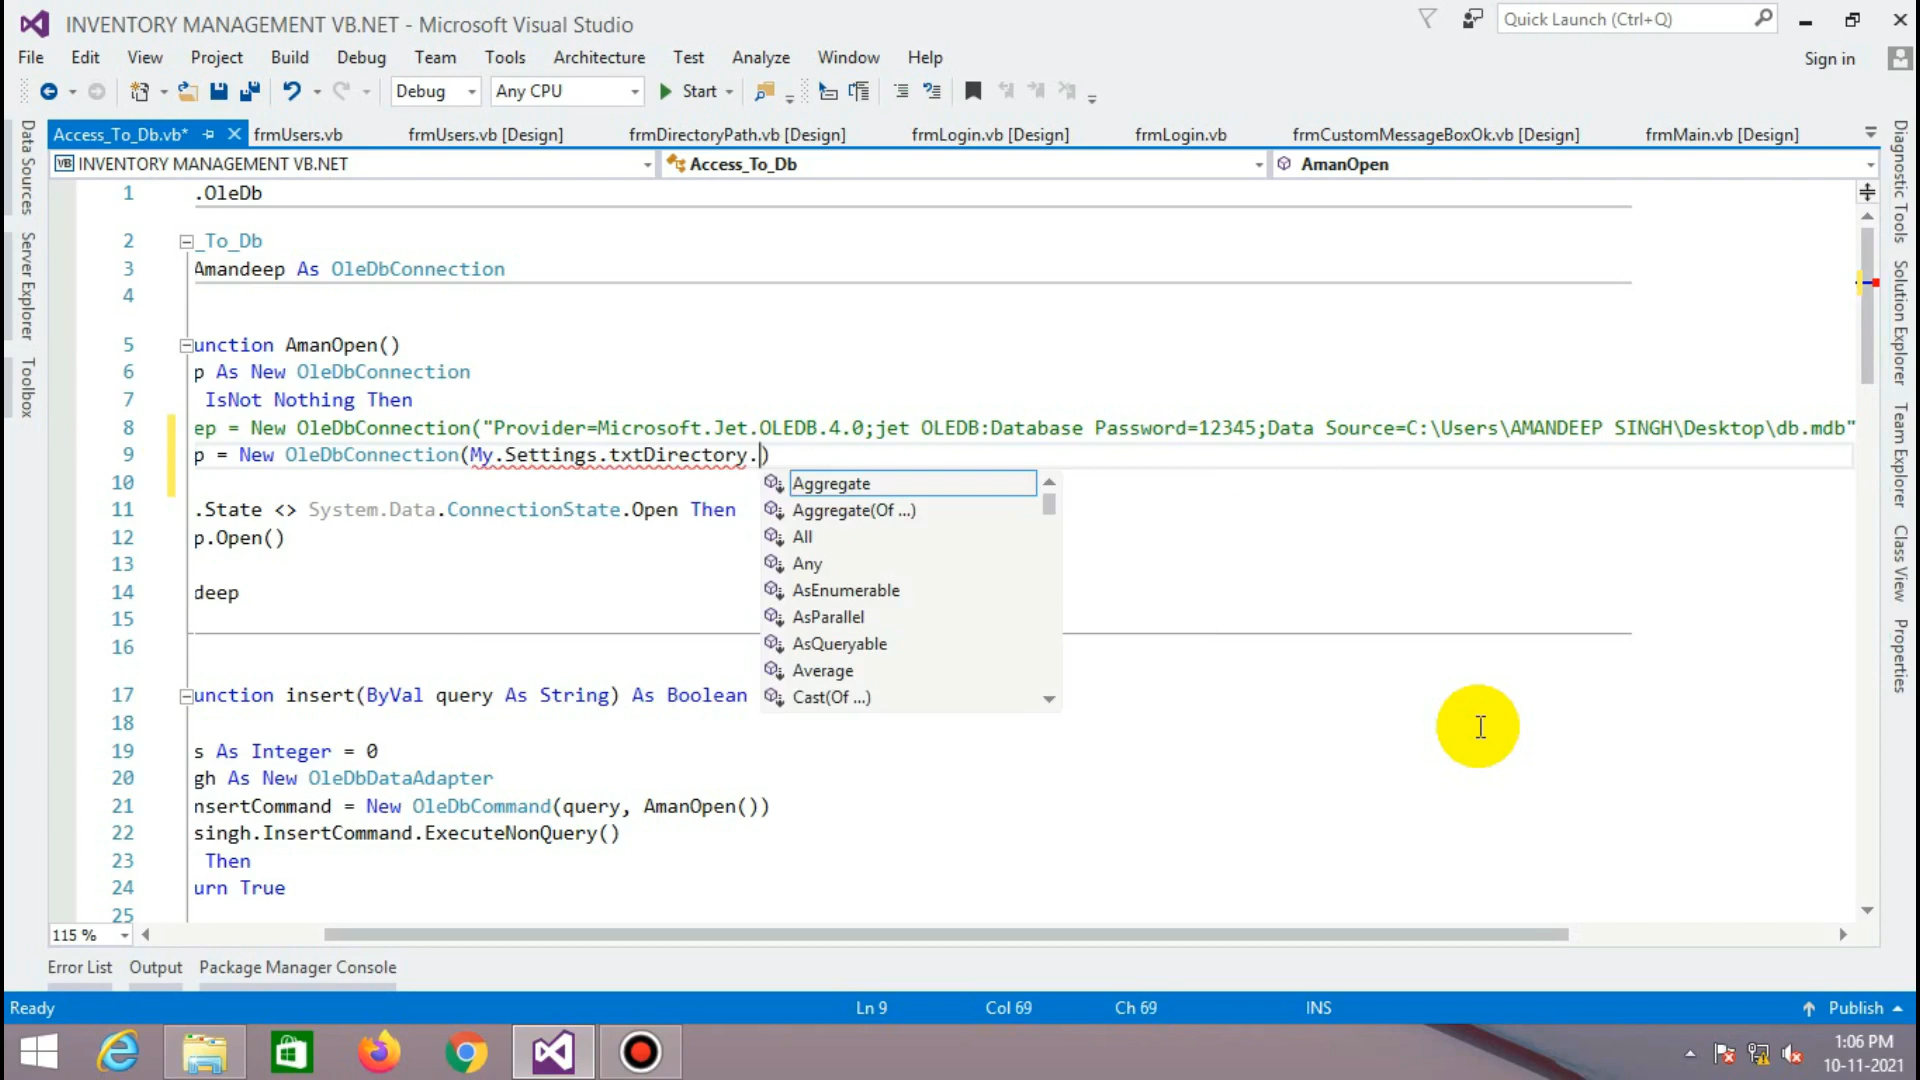 INVENTORY MANAGEMENT VB.NET - Microsoft Visual Studio
Quick Launch (Ctrl+Q)
File Edit View Project Build Debug Team Tools Architecture Test Analyze Window Help
Sign in
Debug Any CPU Start
Access_To_Db.vb* frmUsers.vb frmUsers.vb [Design] frmDirectoryPath.vb [Design] frmLogin.vb [Design] frmLogin.vb frmCustomMessageBoxOk.vb [Design] frmMain.vb [Design]
VB INVENTORY MANAGEMENT VB.NET Access_To_Db AmanOpen
Data Sources
Server Explorer
Toolbox
1 .OleDb
2 _To_Db
3 Amandeep As OleDbConnection
4
5 unction AmanOpen()
6 p As New OleDbConnection
7 IsNot Nothing Then
8 ep = New OleDbConnection("Provider=Microsoft.Jet.OLEDB.4.0;jet OLEDB:Database Password=12345;Data Source=C:\Users\AMANDEEP SINGH\Desktop\db.mdb"
9 p = New OleDbConnection(My.Settings.txtDirectory.)
10
11 .State <> System.Data.ConnectionState.Open Then
12 p.Open()
13
14 deep
15
16
17 unction insert(ByVal query As String) As Boolean
18
19 s As Integer = 0
20 gh As New OleDbDataAdapter
21 nsertCommand = New OleDbCommand(query, AmanOpen())
22 singh.InsertCommand.ExecuteNonQuery()
23 Then
24 urn True
25
Aggregate
Aggregate(Of ...)
All
Any
AsEnumerable
AsParallel
AsQueryable
Average
Cast(Of ...)
Diagnostic Tools
Solution Explorer
Team Explorer
Class View
Properties
115 %
Error List Output Package Manager Console
Ready Ln 9 Col 69 Ch 69 INS Publish
1:06 PM
10-11-2021